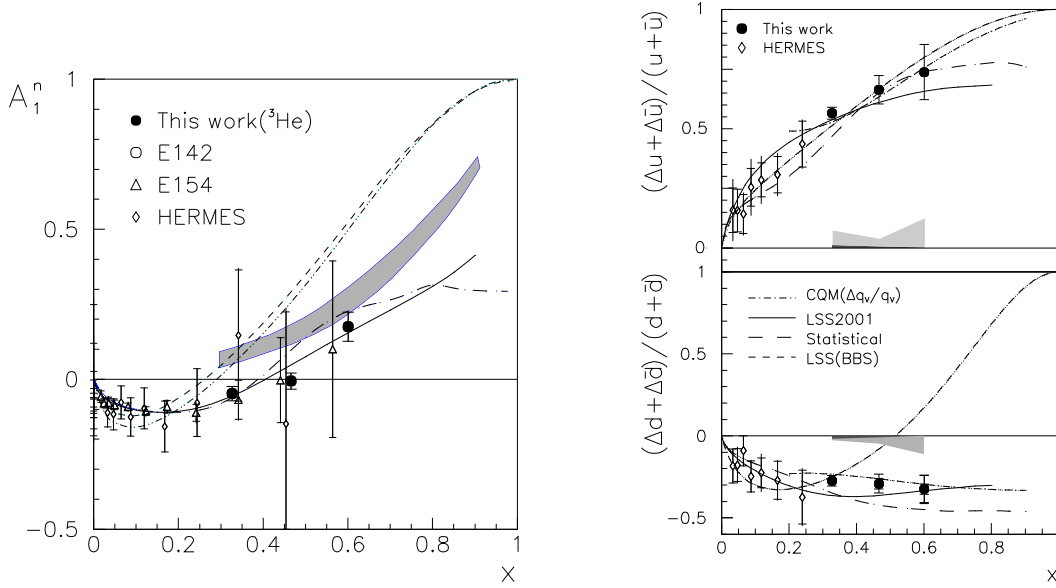 A₁ⁿ
1
0.5
0
−0.5
This work(³He)
E142
E154
HERMES
0 0.2 0.4 0.6 0.8 1
X
(Δu+Δū)/(u+ū)
1
0.5
0
This work
HERMES
(Δd+Δd̄)/(d+d̄)
1
0.5
0
−0.5
CQM(Δqᵥ/qᵥ)
LSS2001
Statistical
LSS(BBS)
0 0.2 0.4 0.6 0.8
X